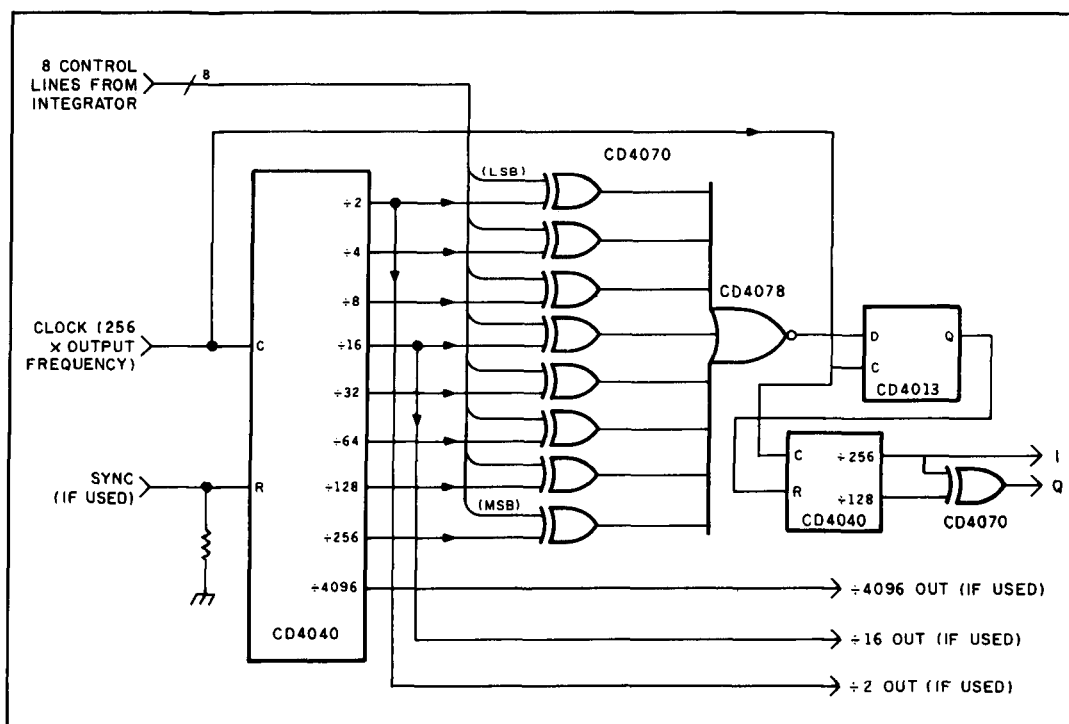 8 CONTROL
LINES FROM
INTEGRATOR
8
CD4070
(LSB)
÷2
÷4
÷8
CD4078
CLOCK (256
× OUTPUT
FREQUENCY)
C
÷16
D
Q
C
CD4013
÷32
÷64
C
÷256
I
SYNC
(IF USED)
R
÷128
(MSB)
R
÷128
Q
CD4040
CD4070
÷256
÷4096
÷4096 OUT (IF USED)
CD4040
÷16 OUT (IF USED)
÷2 OUT (IF USED)